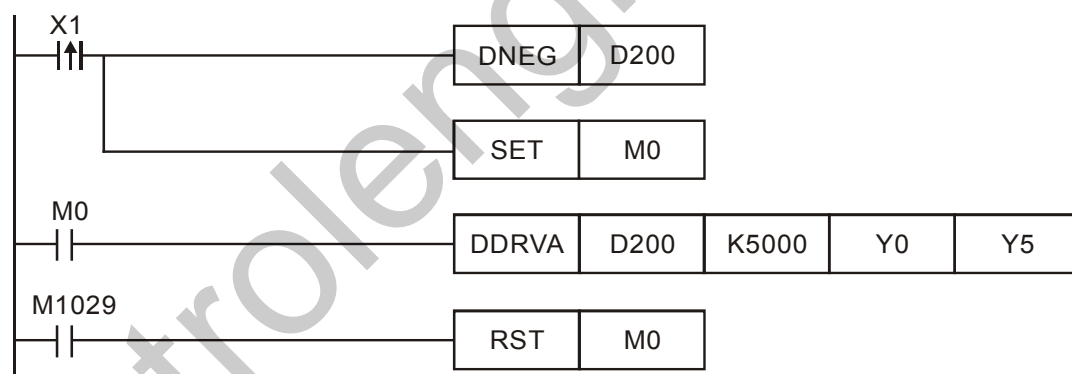 X1
DNEG D200
SET M0
M0
DDRVA D200 K5000 Y0 Y5
M1029
RST M0